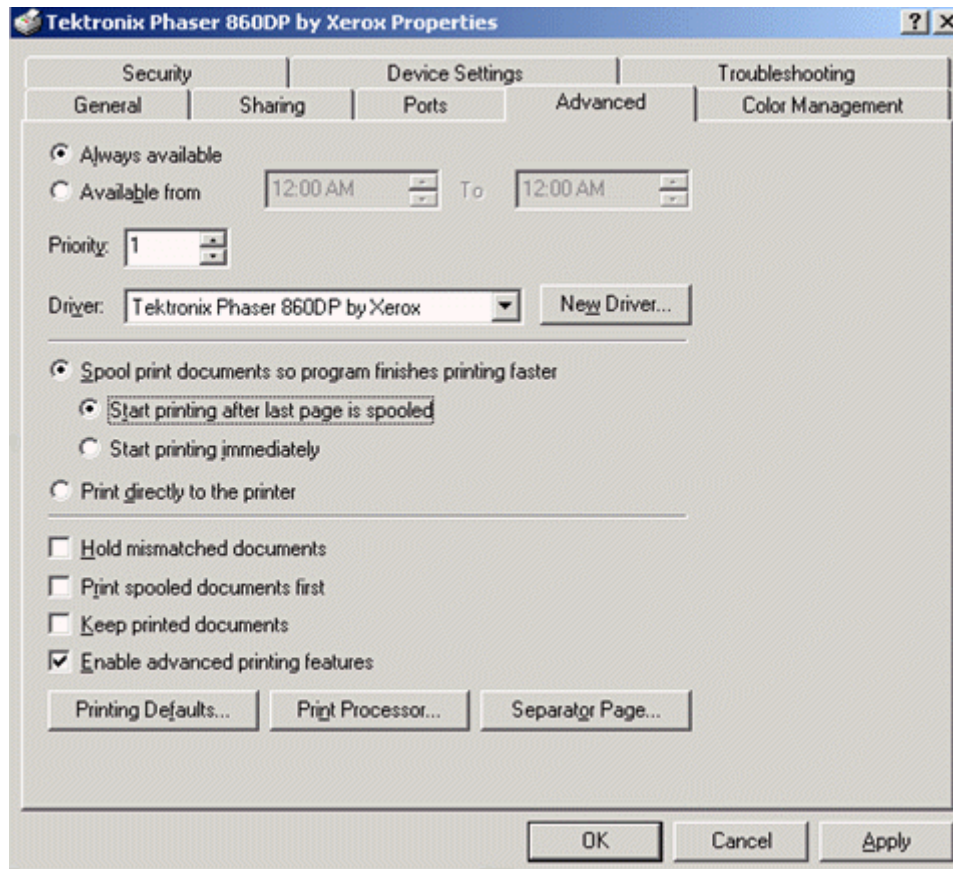 Tektronix Phaser 860DP by Xerox Properties
Security Device Settings Troubleshooting
General Sharing Ports Advanced Color Management
Always available
Available from 12:00 AM To 12:00 AM
Priority: 1
Driver: Tektronix Phaser 860DP by Xerox New Driver...
Spool print documents so program finishes printing faster
Start printing after last page is spooled
Start printing immediately
Print directly to the printer
Hold mismatched documents
Print spooled documents first
Keep printed documents
Enable advanced printing features
Printing Defaults... Print Processor... Separator Page...
OK Cancel Apply